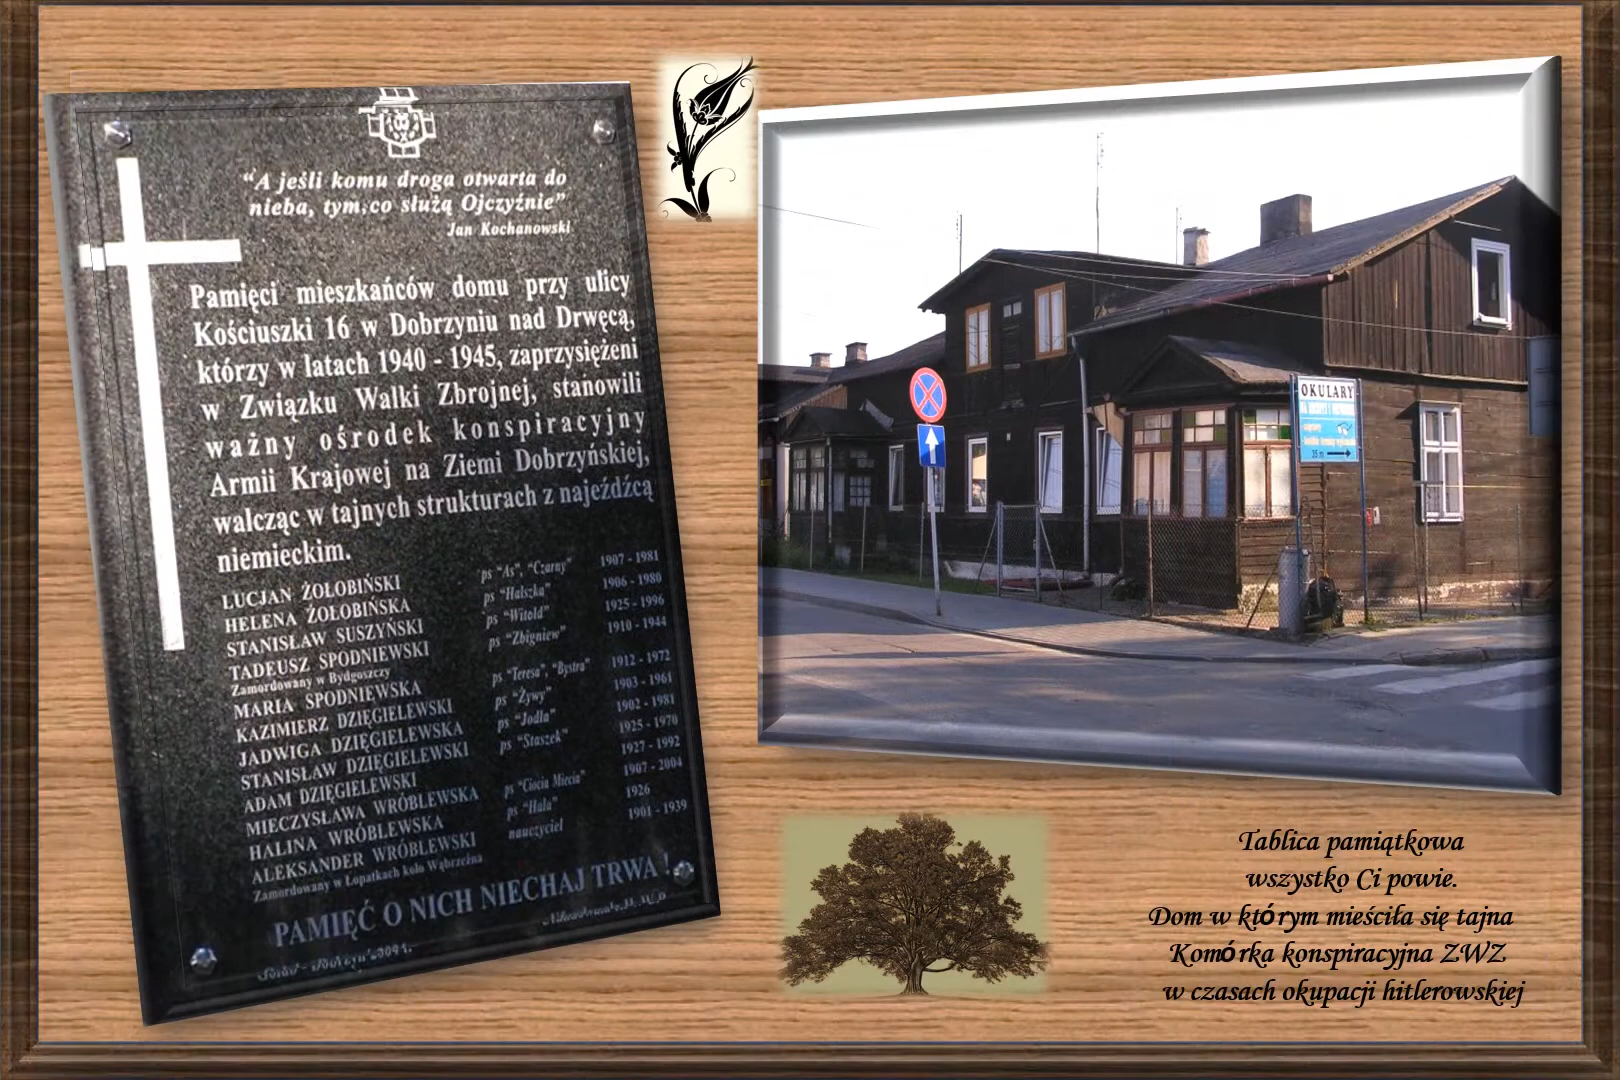 “A jeśli komu droga otwarta do
nieba, tym,co służą Ojczyźnie”
Jan Kochanowski
Pamięci mieszkańców domu przy ulicy
Kościuszki 16 w Dobrzyniu nad Drwęcą,
którzy w latach 1940 - 1945, zaprzysiężeni
w Związku Walki Zbrojnej, stanowili
ważny ośrodek konspiracyjny
Armii Krajowej na Ziemi Dobrzyńskiej,
walcząc w tajnych strukturach z najeźdźcą
niemieckim.
LUCJAN ŻOŁOBIŃSKI ps “As”, “Czarny” 1907 - 1981
HELENA ŻOŁOBIŃSKA ps “Halszka” 1906 - 1980
STANISŁAW SUSZYŃSKI ps “Witold” 1925 - 1996
TADEUSZ SPODNIEWSKI ps “Zbigniew” 1910 - 1944
Zamordowany w Bydgoszczy
MARIA SPODNIEWSKA ps “Teresa”, “Bystra” 1912 - 1972
KAZIMIERZ DZIĘGIELEWSKI ps “Żywy” 1903 - 1961
JADWIGA DZIĘGIELEWSKA ps “Jodła” 1902 - 1981
STANISŁAW DZIĘGIELEWSKI ps “Staszek” 1925 - 1970
ADAM DZIĘGIELEWSKI 1927 - 1992
MIECZYSŁAWA WRÓBLEWSKA ps “Ciocia Miecia” 1907 - 2004
HALINA WRÓBLEWSKA ps “Hala” 1926
ALEKSANDER WRÓBLEWSKI nauczyciel 1901 - 1939
Zamordowany w Łopatkach koło Wąbrzeźna
PAMIĘĆ O NICH NIECHAJ TRWA !
OKULARY
35 m
Tablica pamiątkowa
wszystko Ci powie.
Dom w którym mieściła się tajna
Komórka konspiracyjna ZWZ
w czasach okupacji hitlerowskiej